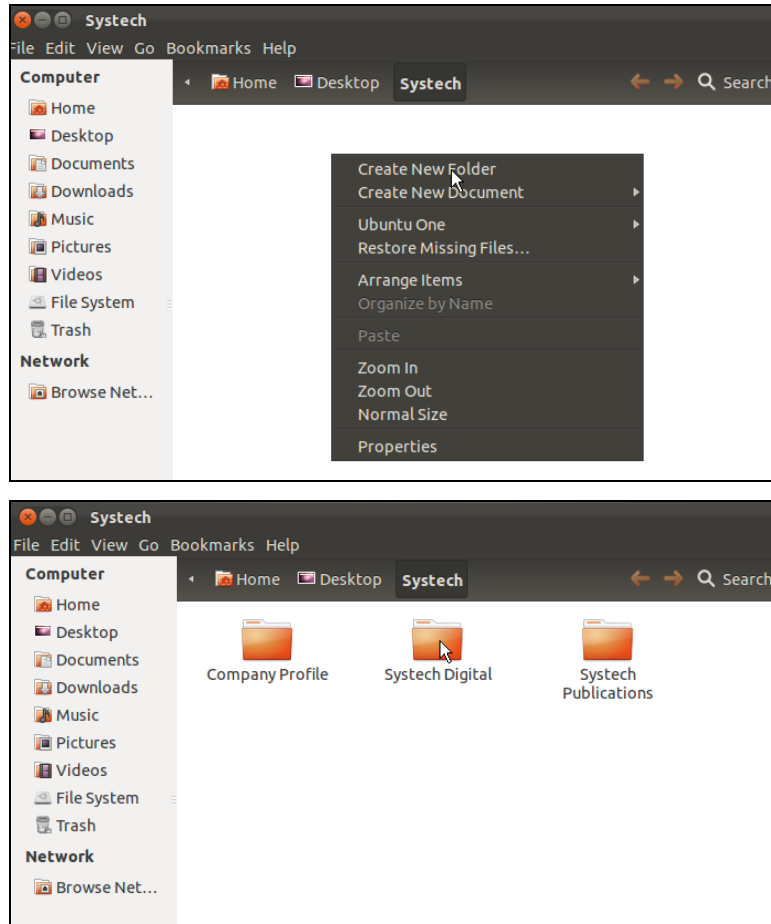 Systech
File Edit View Go Bookmarks Help
Computer
Home Desktop Systech Search
Home
Desktop
Documents
Downloads
Music
Pictures
Videos
File System
Trash
Network
Browse Net...
Create New Folder
Create New Document
Ubuntu One
Restore Missing Files...
Arrange Items
Organize by Name
Paste
Zoom In
Zoom Out
Normal Size
Properties
Systech
File Edit View Go Bookmarks Help
Computer
Home Desktop Systech Search
Home
Desktop
Documents
Downloads
Music
Pictures
Videos
File System
Trash
Network
Browse Net...
Company Profile
Systech Digital
Systech
Publications